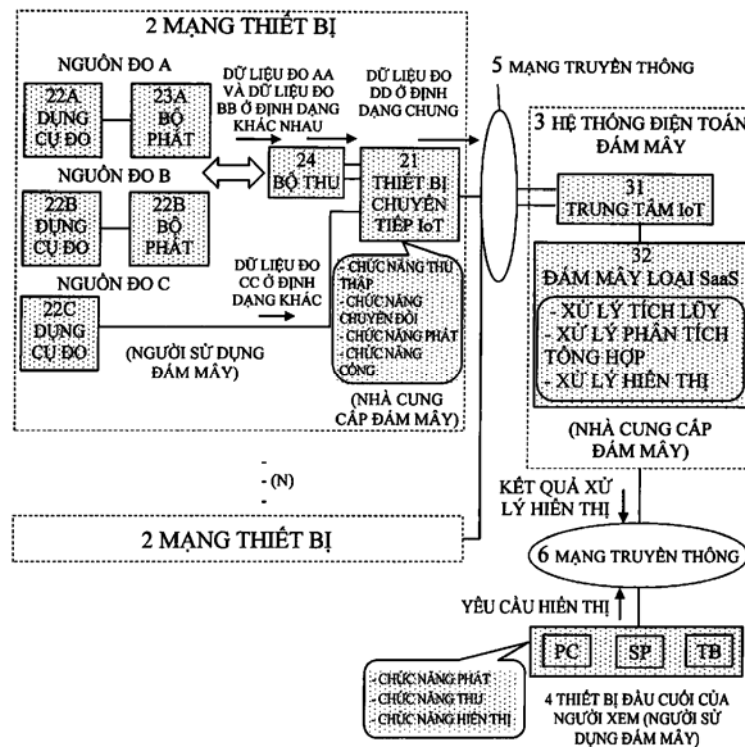 2 MẠNG THIẾT BỊ
NGUỒN ĐO A
22A
DỤNG
CỤ ĐO
23A
BỘ
PHÁT
NGUỒN ĐO B
22B
DỤNG
CỤ ĐO
22B
BỘ
PHÁT
NGUỒN ĐO C
22C
DỤNG
CỤ ĐO
DỮ LIỆU ĐO AA
VÀ DỮ LIỆU ĐO
BB Ở ĐỊNH DẠNG
KHÁC NHAU
DỮ LIỆU ĐO
DD Ở ĐỊNH
DẠNG CHUNG
24
BỘ THU
21
THIẾT BỊ
CHUYỂN
TIẾP IoT
DỮ LIỆU ĐO
CC Ở ĐỊNH
DẠNG KHÁC
- CHỨC NĂNG THU
THẬP
- CHỨC NĂNG
CHUYỂN ĐỔI
- CHỨC NĂNG PHÁT
- CHỨC NĂNG
CỔNG
(NGƯỜI SỬ DỤNG
ĐÁM MÂY)
(NHÀ CUNG
CẤP ĐÁM MÂY)
- (N)
2 MẠNG THIẾT BỊ
5 MẠNG TRUYỀN THÔNG
3 HỆ THỐNG ĐIỆN TOÁN
ĐÁM MÂY
31
TRUNG TÂM IoT
32
ĐÁM MÂY LOẠI SaaS
- XỬ LÝ TÍCH LŨY
- XỬ LÝ PHÂN TÍCH
TỔNG HỢP
- XỬ LÝ HIỂN THỊ
(NHÀ CUNG CẤP
ĐÁM MÂY)
KẾT QUẢ XỬ
LÝ HIỂN THỊ
6 MẠNG TRUYỀN THÔNG
YÊU CẦU HIỂN THỊ
PC
SP
TB
- CHỨC NĂNG PHÁT
- CHỨC NĂNG THU
- CHỨC NĂNG HIỂN THỊ
4 THIẾT BỊ ĐẦU CUỐI CỦA
NGƯỜI XEM (NGƯỜI SỬ
DỤNG ĐÁM MÂY)